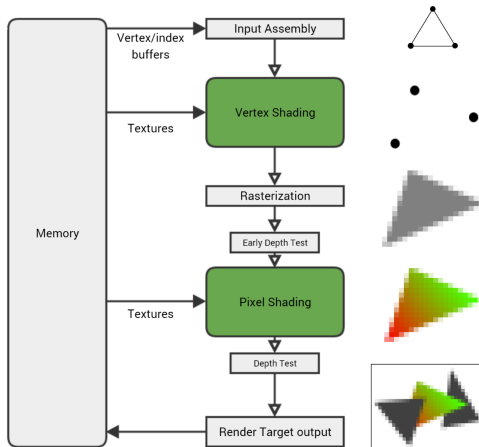 Input Assembly
Vertex/index
buffers
Vertex Shading
Textures
Rasterization
Memory
Early Depth Test
Pixel Shading
Textures
Depth Test
Render Target output